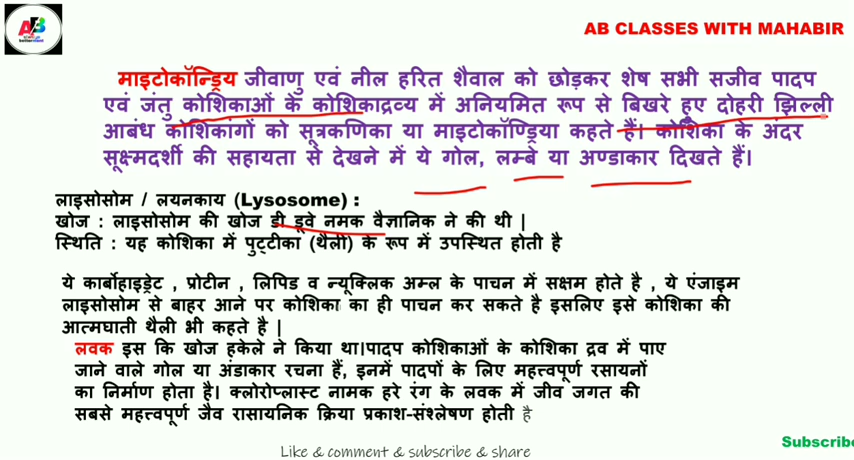 AB CLASSES WITH MAHABIR
माइटोकॉन्ड्रिय जीवाणु एवं नील हरित शैवाल को छोड़कर शेष सभी सजीव पादप
एवं जंतु कोशिकाओं के कोशिकाद्रव्य में अनियमित रूप से बिखरे हुए दोहरी झिल्ली
आबंध कोशिकांगों को सूत्रकणिका या माइटोकॉण्ड्रिया कहते हैं। कोशिका के अंदर
सूक्ष्मदर्शी की सहायता से देखने में ये गोल, लम्बे या अण्डाकार दिखते हैं।
लाइसोसोम / लयनकाय (Lysosome) :
खोज : लाइसोसोम की खोज डी डूवे नमक वैज्ञानिक ने की थी |
स्थिति : यह कोशिका में पुट्टीका (थैली) के रूप में उपस्थित होती है
ये कार्बोहाइड्रेट , प्रोटीन , लिपिड व न्यूक्लिक अम्ल के पाचन में सक्षम होते है , ये एंजाइम
लाइसोसोम से बाहर आने पर कोशिका का ही पाचन कर सकते है इसलिए इसे कोशिका की
आत्मघाती थैली भी कहते है |
लवक इस कि खोज हकेले ने किया था।पादप कोशिकाओं के कोशिका द्रव में पाए
जाने वाले गोल या अंडाकार रचना हैं, इनमें पादपों के लिए महत्त्वपूर्ण रसायनों
का निर्माण होता है। क्लोरोप्लास्ट नामक हरे रंग के लवक में जीव जगत की
सबसे महत्त्वपूर्ण जैव रासायनिक क्रिया प्रकाश-संश्लेषण होती है
Subscribe
Like & comment & subscribe & share